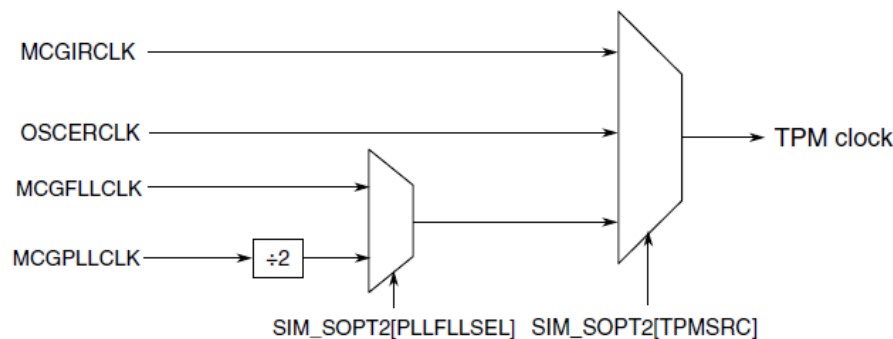 MCGIRCLK
OSCERCLK
TPM clock
MCGFLLCLK
MCGPLLCLK
÷2
SIM_SOPT2[PLLFLLSEL]
SIM_SOPT2[TPMSRC]